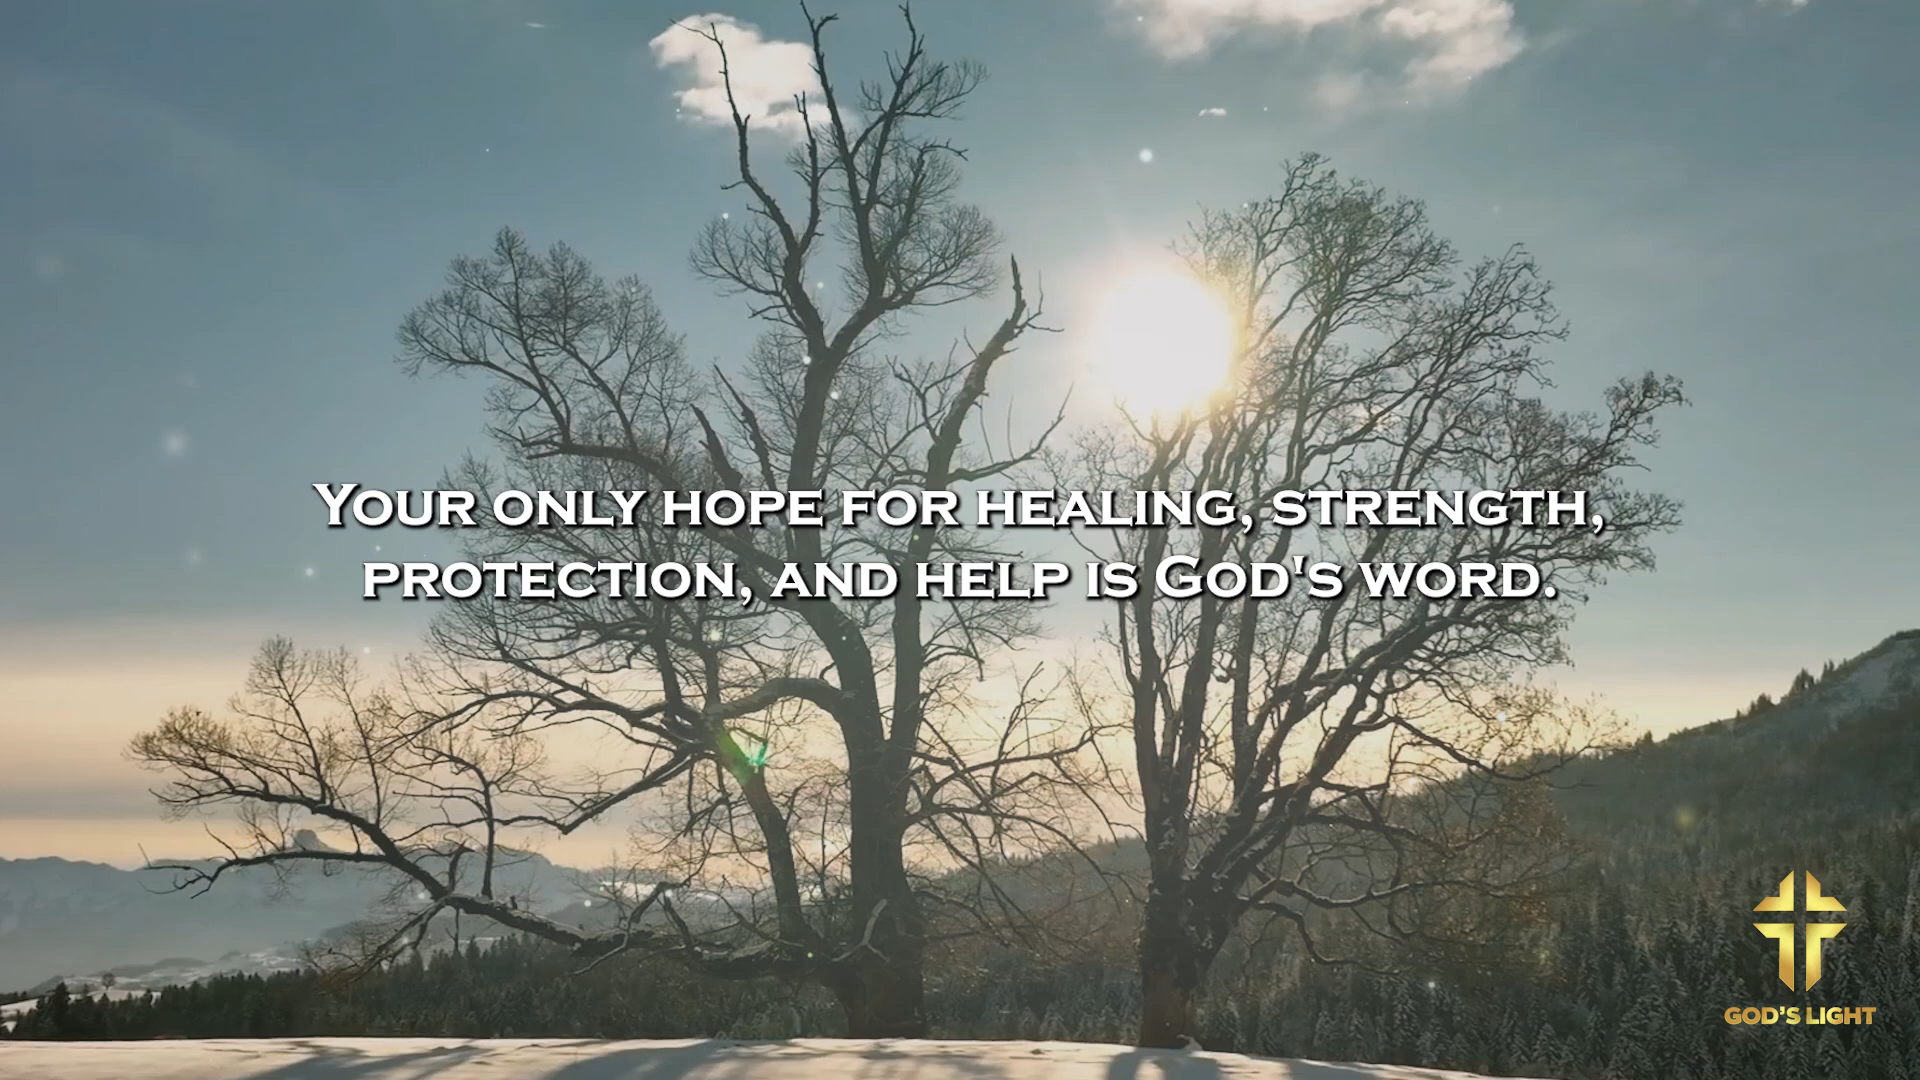 Your only hope for healing, strength,
protection, and help is God's word.
GOD'S LIGHT